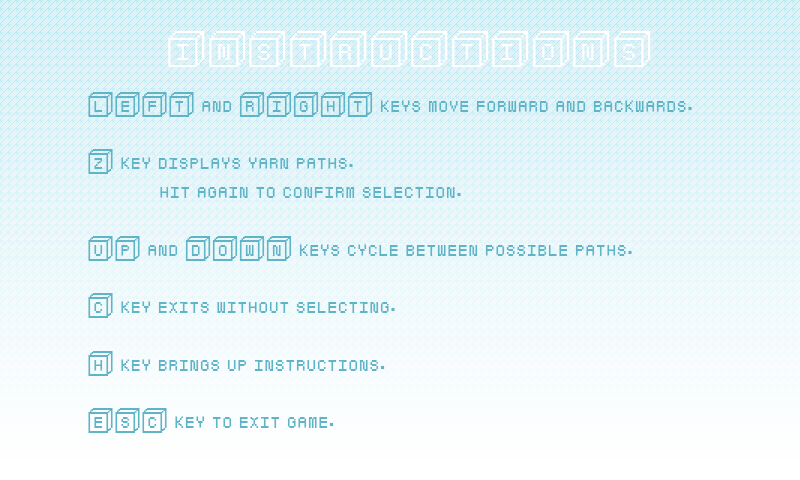 INSTRUCTIONS
LEFT AND RIGHT KEYS MOVE FORWARD AND BACKWARDS.
Z KEY DISPLAYS YARN PATHS.
HIT AGAIN TO CONFIRM SELECTION.
UP AND DOWN KEYS CYCLE BETWEEN POSSIBLE PATHS.
C KEY EXITS WITHOUT SELECTING.
H KEY BRINGS UP INSTRUCTIONS.
ESC KEY TO EXIT GAME.